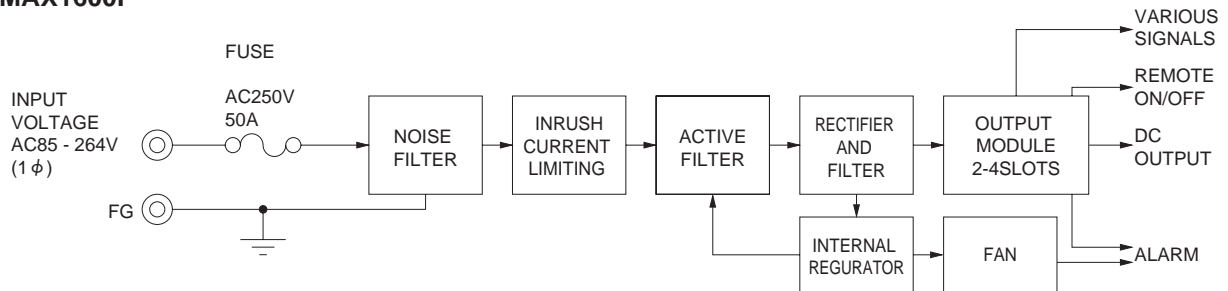 FUSE
INPUT
VOLTAGE
AC85 - 264V
(1φ)
AC250V
50A
FG
NOISE
FILTER
INRUSH
CURRENT
LIMITING
ACTIVE
FILTER
RECTIFIER
AND
FILTER
OUTPUT
MODULE
2-4SLOTS
INTERNAL
REGURATOR
FAN
VARIOUS
SIGNALS
REMOTE
ON/OFF
DC
OUTPUT
ALARM